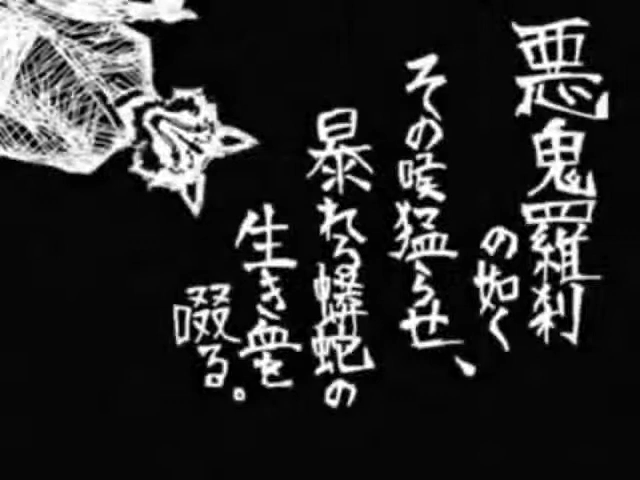 悪鬼羅刹
の如く
その喉猛らせ、
暴れる蟒蛇の
生き血を
啜る。